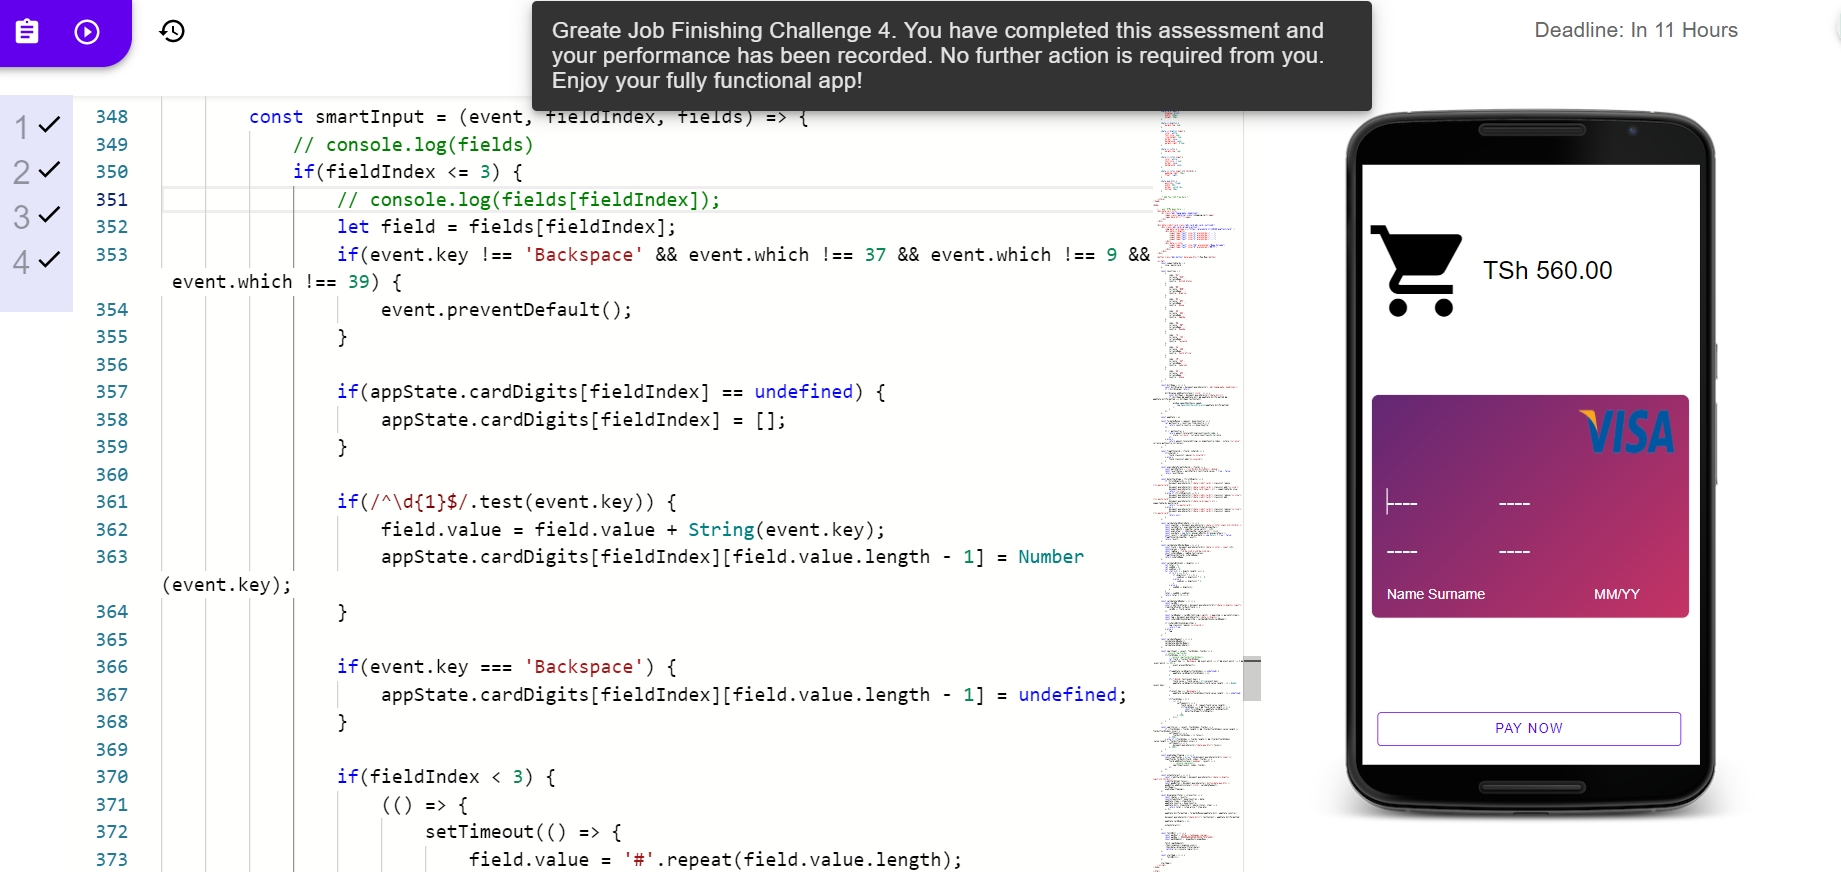 Greate Job Finishing Challenge 4. You have completed this assessment and
your performance has been recorded. No further action is required from you.
Enjoy your fully functional app!
Deadline: In 11 Hours
1
2
3
4
348 const smartInput = (event, fieldIndex, fields) => {
349 // console.log(fields)
350 if(fieldIndex <= 3) {
351 // console.log(fields[fieldIndex]);
352 let field = fields[fieldIndex];
353 if(event.key !== 'Backspace' && event.which !== 37 && event.which !== 9 &&
event.which !== 39) {
354 event.preventDefault();
355 }
356
357 if(appState.cardDigits[fieldIndex] == undefined) {
358 appState.cardDigits[fieldIndex] = [];
359 }
360
361 if(/^\d{1}$/.test(event.key)) {
362 field.value = field.value + String(event.key);
363 appState.cardDigits[fieldIndex][field.value.length - 1] = Number
(event.key);
364 }
365
366 if(event.key === 'Backspace') {
367 appState.cardDigits[fieldIndex][field.value.length - 1] = undefined;
368 }
369
370 if(fieldIndex < 3) {
371 (() => {
372 setTimeout(() => {
373 field.value = '#'.repeat(field.value.length);
TSh 560.00
VISA
---- ----
---- ----
Name Surname MM/YY
PAY NOW